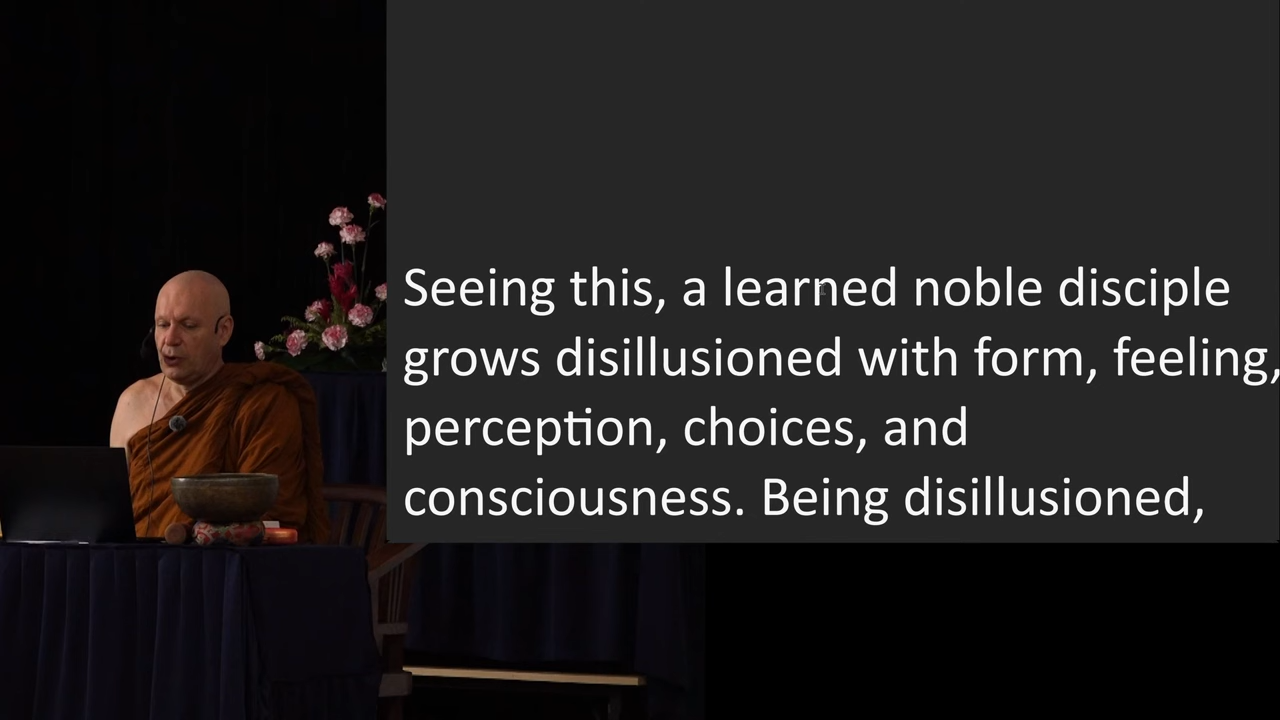 Seeing this, a learned noble disciple
grows disillusioned with form, feeling,
perception, choices, and
consciousness. Being disillusioned,